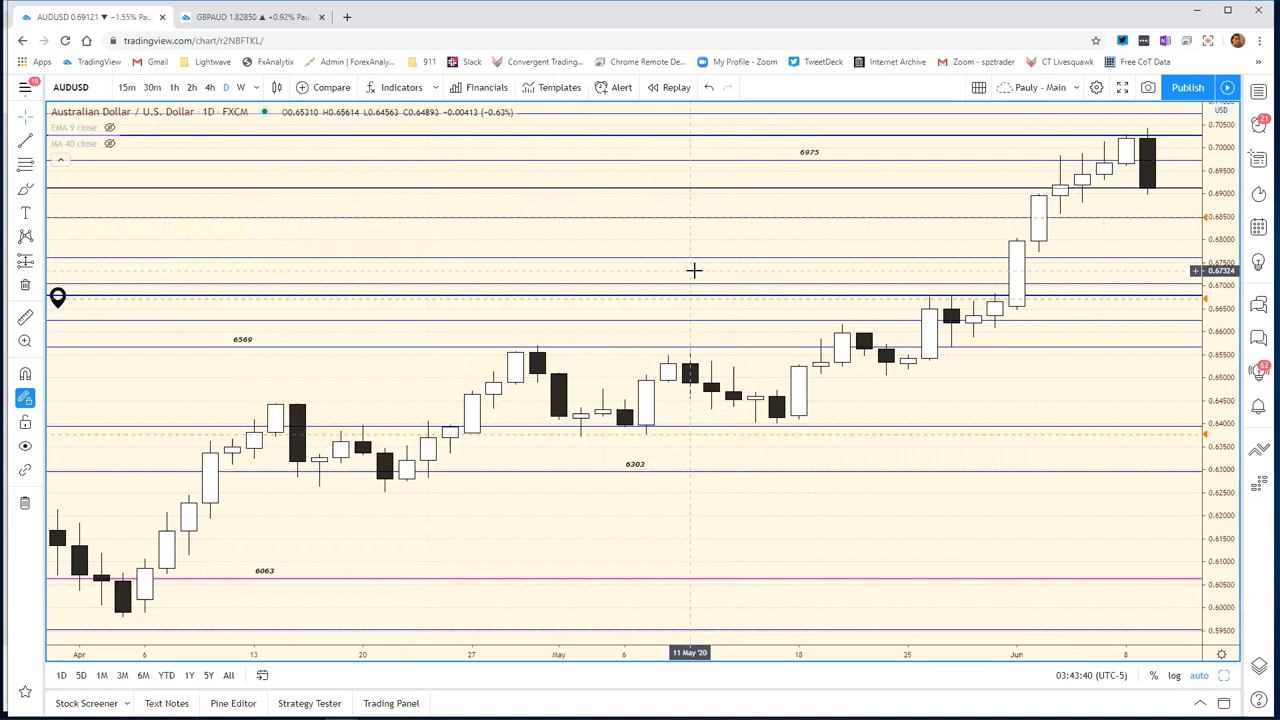 AUDUSD 0.69121 ▼ −1.55% Pau
GBPAUD 1.82850 ▲ +0.92% Pau
tradingview.com/chart/r2NBFTKL/
Apps TradingView Gmail Lightwave FxAnalytix Admin | ForexAnaly... 911 Slack Convergent Trading... Chrome Remote De... My Profile - Zoom TweetDeck Internet Archive Zoom - spztrader CT Livesquawk Free CoT Data
10 AUDUSD 15m 30m 1h 2h 4h D W Compare Indicators Financials Templates Alert Replay Pauly - Main Publish
Australian Dollar / U.S. Dollar · 1D · FXCM O0.65310 H0.65614 L0.64563 C0.64893 −0.00413 (−0.63%)
USD
EMA 9 close
MA 40 close
21
62
6975
6569
6303
6063
0.70500
0.70000
0.69500
0.69000
0.68500
0.68000
0.67500
0.67324
0.67000
0.66500
0.66000
0.65500
0.65000
0.64500
0.64000
0.63500
0.63000
0.62500
0.62000
0.61500
0.61000
0.60500
0.60000
0.59500
Apr 6 13 20 27 May 6 11 May '20 18 25 Jun 8
1D 5D 1M 3M 6M YTD 1Y 5Y All 03:43:40 (UTC-5) % log auto
Stock Screener Text Notes Pine Editor Strategy Tester Trading Panel